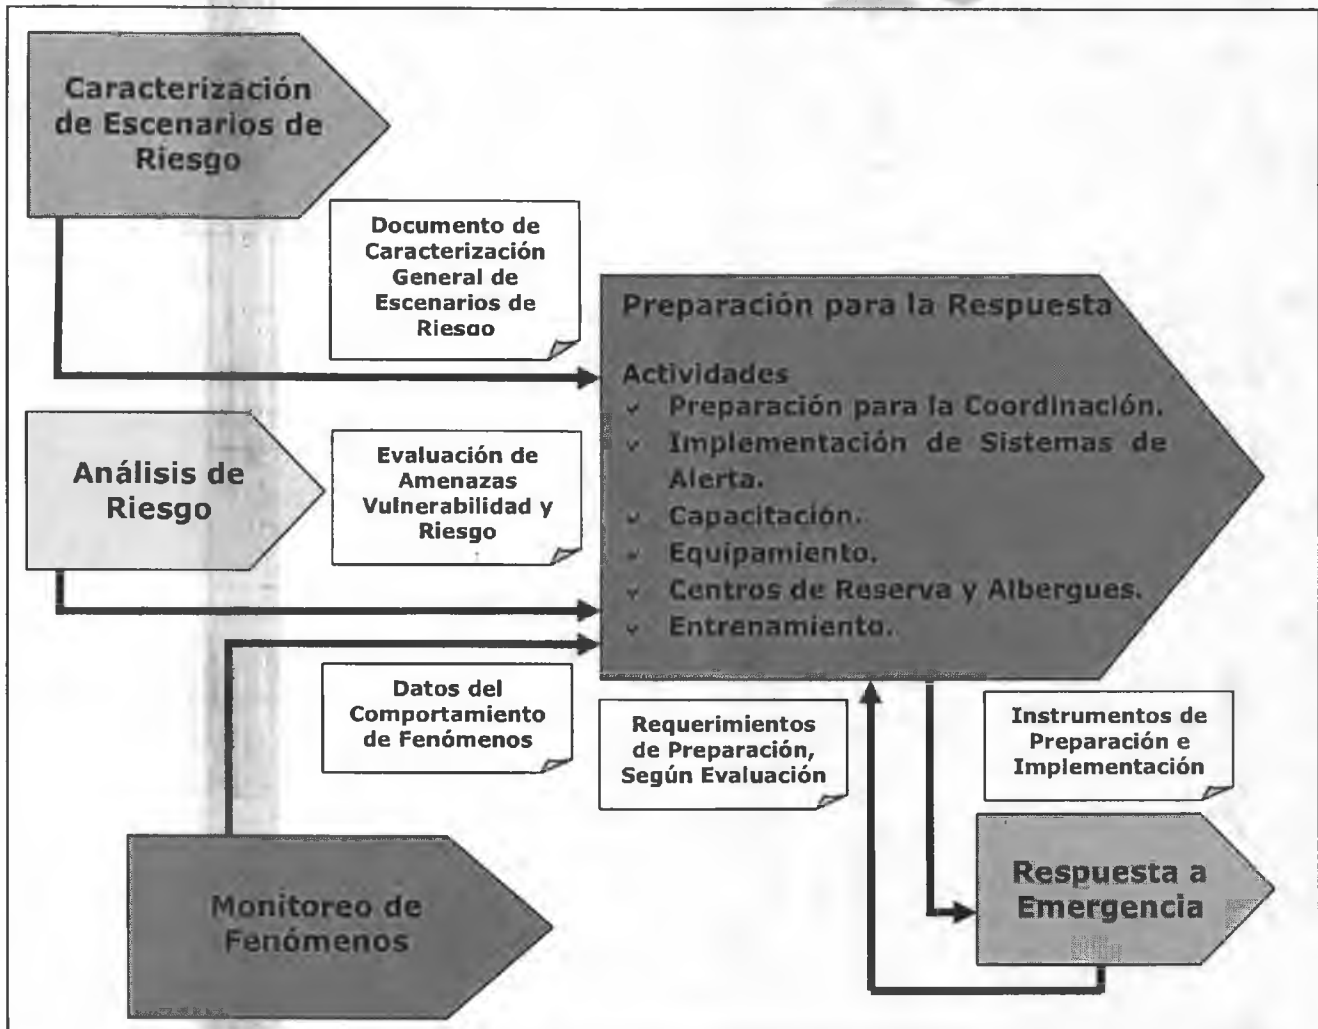 Caracterización
de Escenarios de
Riesgo
Documento de
Caracterización
General de
Escenarios de
Riesgo
Preparación para la Respuesta
Actividades
Preparación para la Coordinación.
Implementación de Sistemas de
Alerta.
Capacitación.
Equipamiento.
Centros de Reserva y Albergues.
Entrenamiento.
Análisis de
Riesgo
Evaluación de
Amenazas
Vulnerabilidad y
Riesgo
Datos del
Comportamiento
de Fenómenos
Requerimientos
de Preparación,
Según Evaluación
Instrumentos de
Preparación e
Implementación
Monitoreo de
Fenómenos
Respuesta a
Emergencia